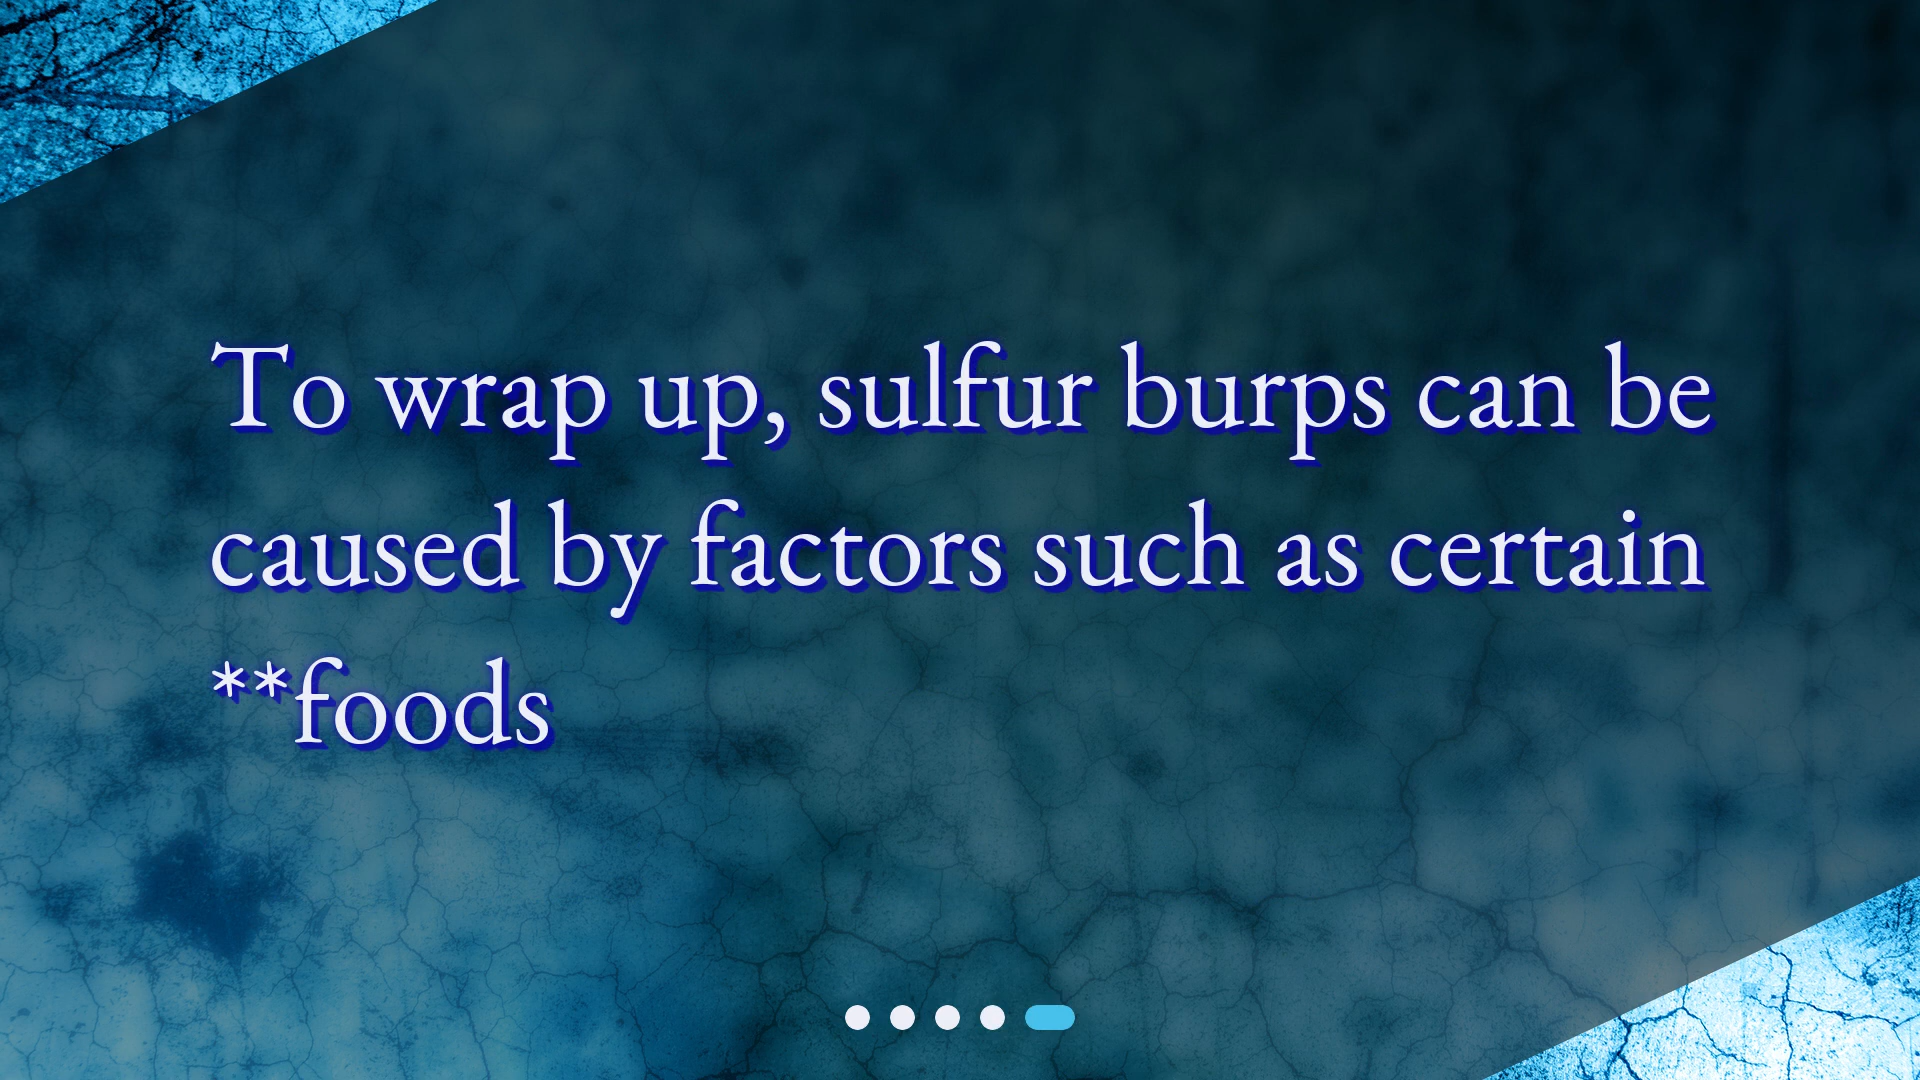 To wrap up, sulfur burps can be
caused by factors such as certain
**foods